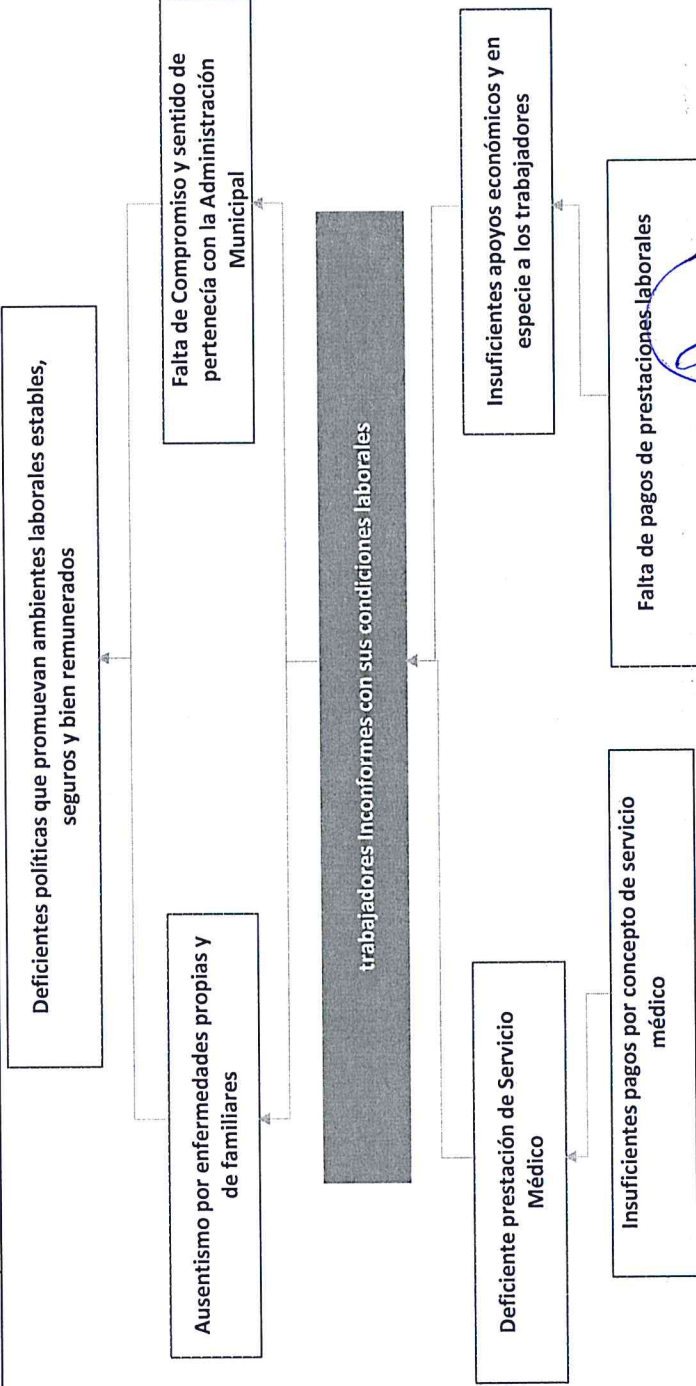 Deficientes políticas que promuevan ambientes laborales estables,
seguros y bien remunerados
Ausentismo por enfermedades propias y
de familiares
Falta de Compromiso y sentido de
pertenecía con la Administración
Municipal
trabajadores Inconformes con sus condiciones laborales
Deficiente prestación de Servicio
Médico
Insuficientes apoyos económicos y en
especie a los trabajadores
Insuficientes pagos por concepto de servicio
médico
Falta de pagos de prestaciones laborales